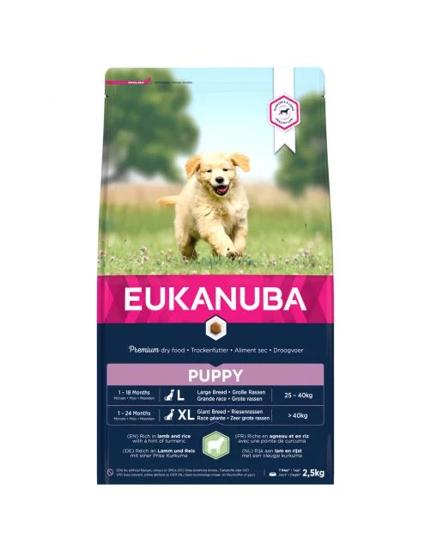 EUKANUBA
Premium dry food • Trockenfutter • Aliment sec • Droogvoer
PUPPY
1 - 18 Months
L
Large Breed • Große Rassen
Grande race • Grote rassen
25 - 40kg
1 - 24 Months
XL
Giant Breed • Riesenrassen
Race géante • Zeer grote rassen
> 40kg
(EN) Rich in lamb and rice
with a hint of turmeric
(FR) Riche en agneau et en riz
avec une pointe de curcuma
(DE) Reich an Lamm und Reis
mit einer Prise Kurkuma
(NL) Rijk aan lam en rijst
met een vleugje kurkuma
2,5kg